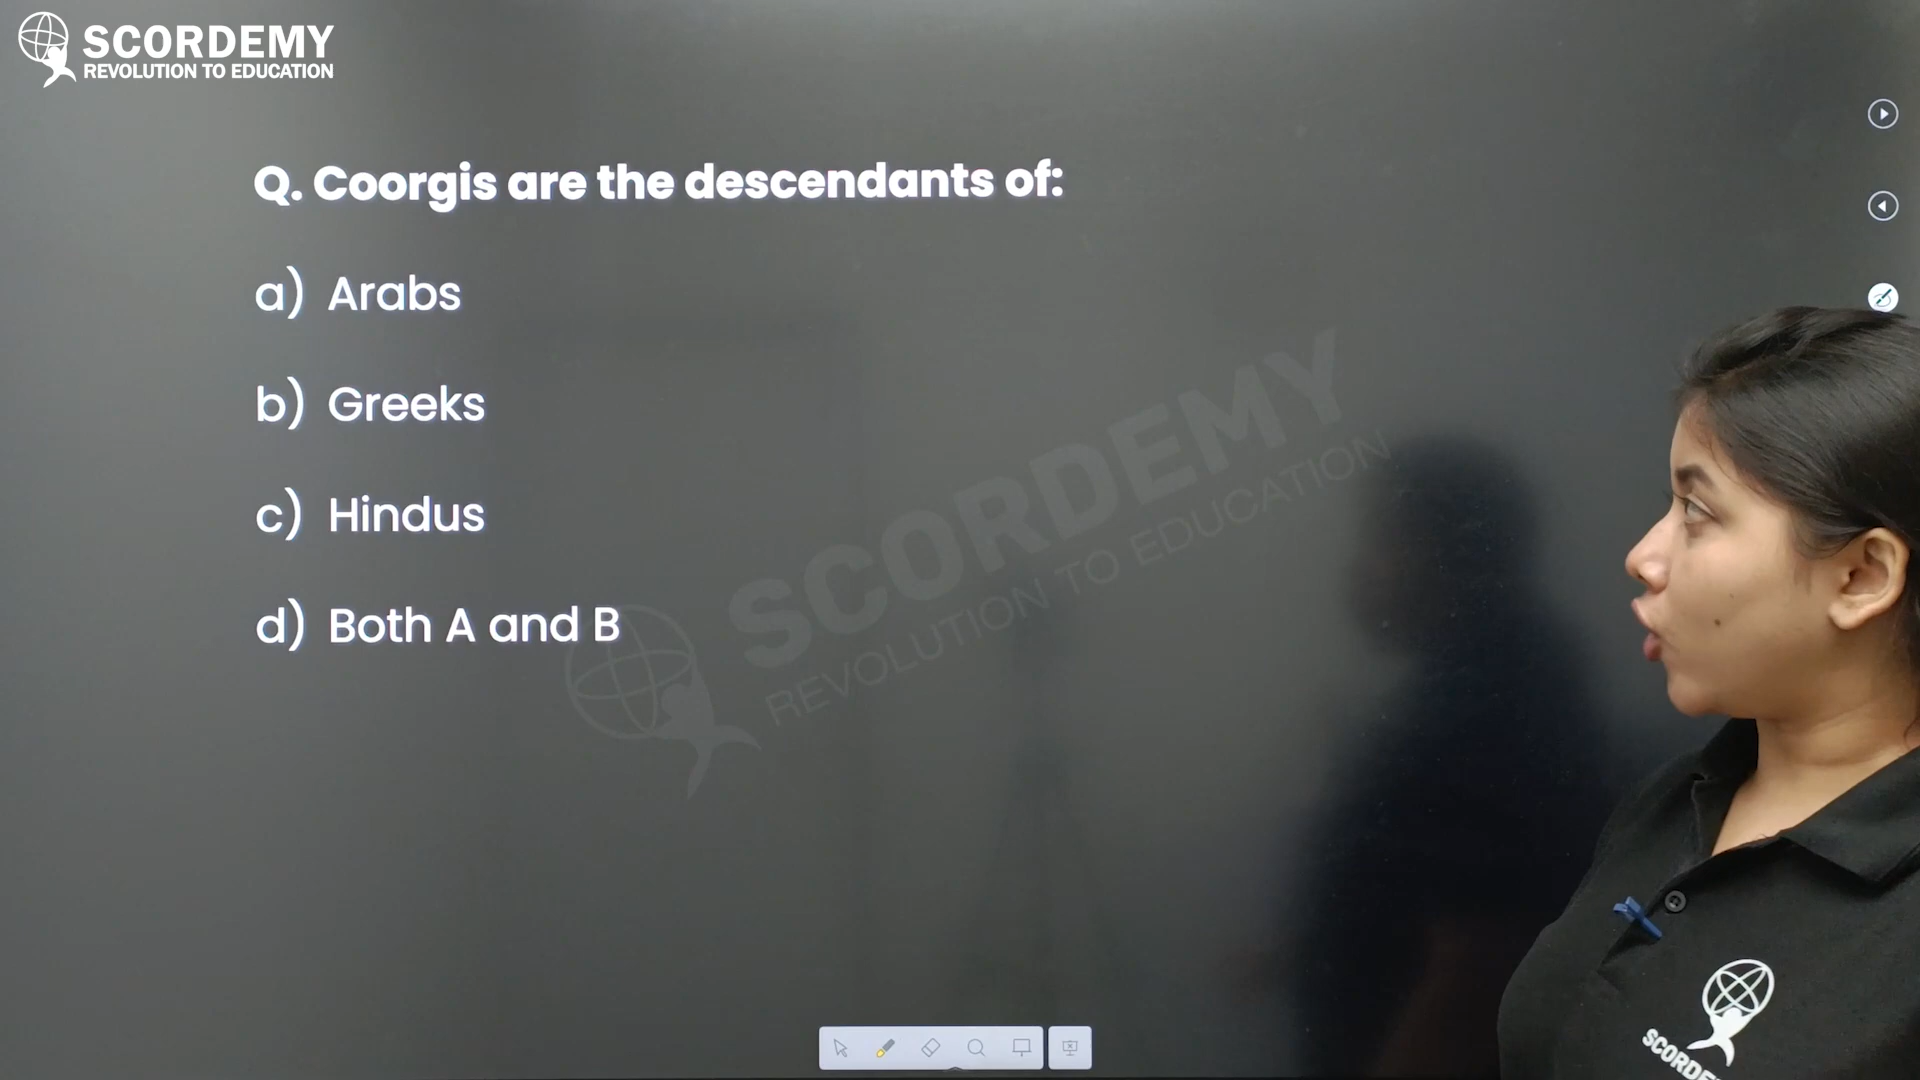 SCORDEMY
REVOLUTION TO EDUCATION
Q. Coorgis are the descendants of:
a) Arabs
b) Greeks
c) Hindus
d) Both A and B
SCORDEMY
REVOLUTION TO EDUCATION